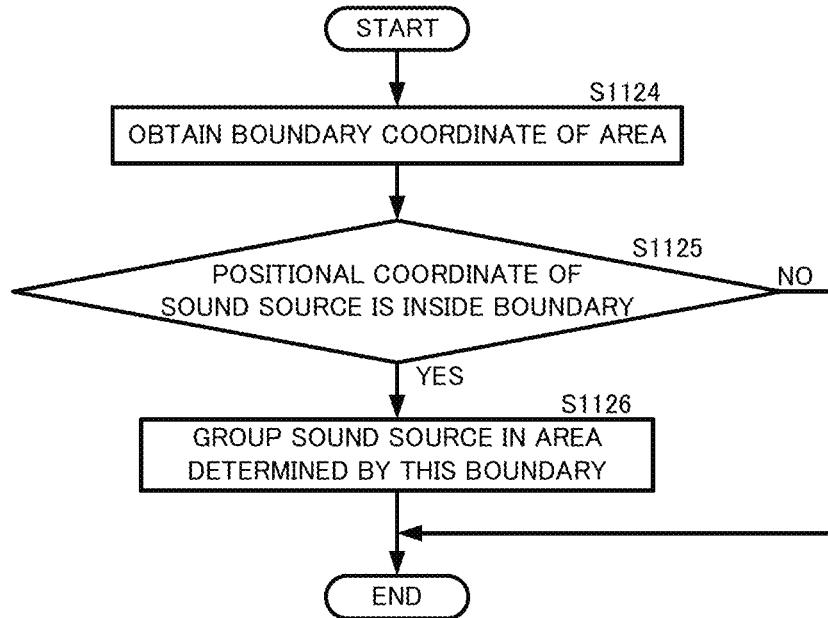 START
S1124
OBTAIN BOUNDARY COORDINATE OF AREA
S1125
POSITIONAL COORDINATE OF
SOUND SOURCE IS INSIDE BOUNDARY
NO
YES
S1126
GROUP SOUND SOURCE IN AREA
DETERMINED BY THIS BOUNDARY
END